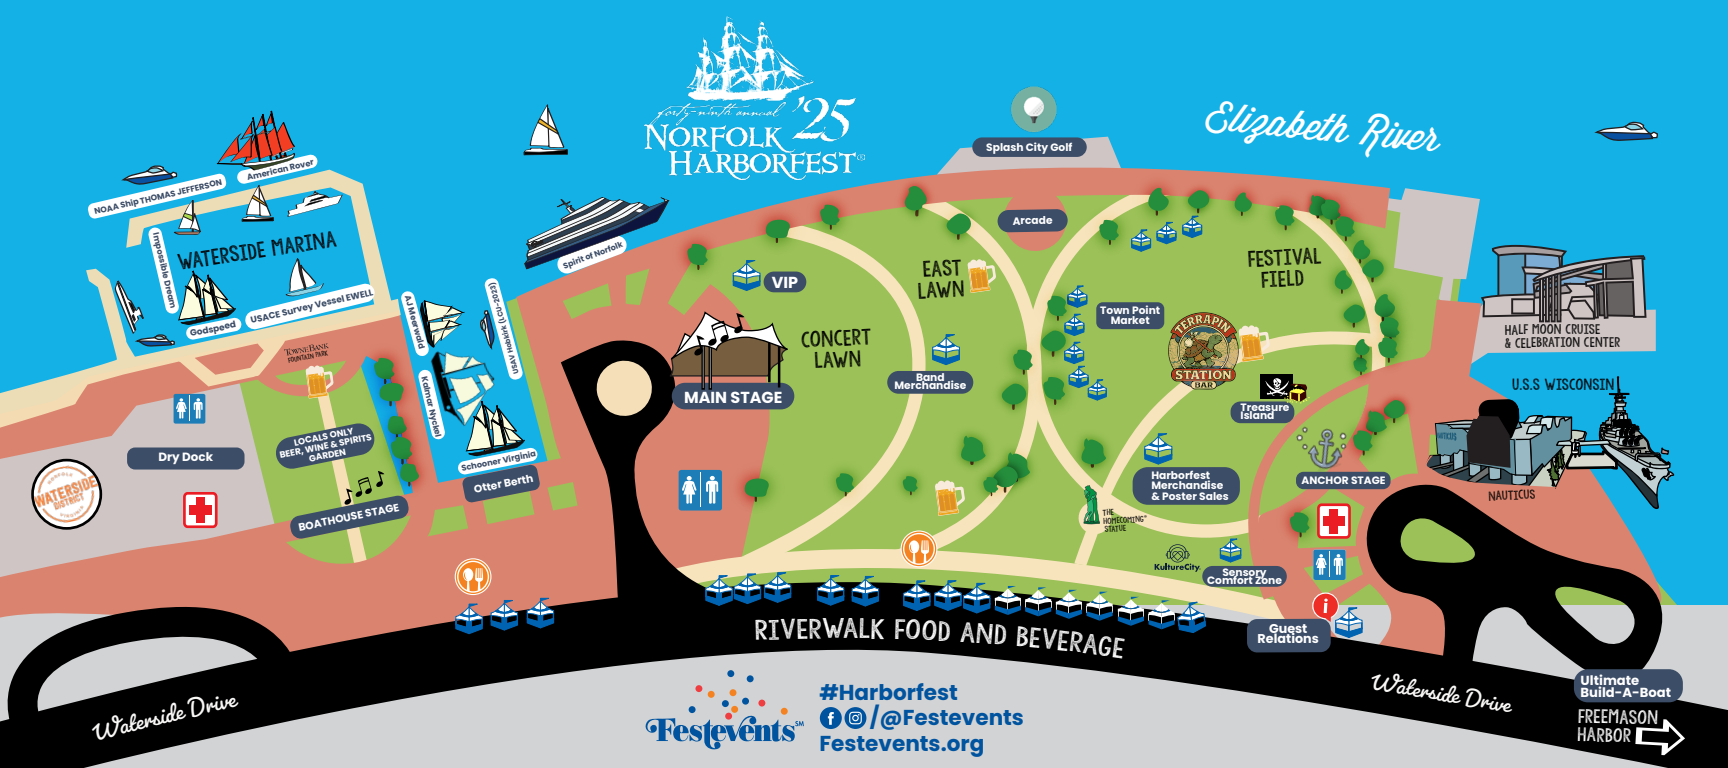 forty-ninth annual
NORFOLK '25
HARBORFEST
Elizabeth River
Splash City Golf
Arcade
American Rover
NOAA Ship THOMAS JEFFERSON
WATERSIDE MARINA
Impossible Dream
Godspeed
USACE Survey Vessel EWELL
Spirit of Norfolk
AJ Meerwald
USAV Hobkirk (LCU-2023)
Kalmar Nyckel
Schooner Virginia
Otter Berth
TOWNEBANK
FOUNTAIN PARK
LOCALS ONLY
BEER, WINE & SPIRITS
GARDEN
Dry Dock
NORFOLK
WATERSIDE
DISTRICT
VIRGINIA
BOATHOUSE STAGE
VIP
MAIN STAGE
CONCERT
LAWN
EAST
LAWN
Band
Merchandise
Town Point
Market
FESTIVAL
FIELD
TERRAPIN
STATION
BAR
Treasure
Island
Harborfest
Merchandise
& Poster Sales
ANCHOR STAGE
THE
HOMECOMING
STATUE
KultureCity
Sensory
Comfort Zone
i
Guest
Relations
HALF MOON CRUISE
& CELEBRATION CENTER
U.S.S WISCONSIN
NAUTICUS
NAUTICUS
RIVERWALK FOOD AND BEVERAGE
Waterside Drive
Waterside Drive
Ultimate
Build-A-Boat
FREEMASON
HARBOR
Festevents SM
#Harborfest
/@Festevents
Festevents.org